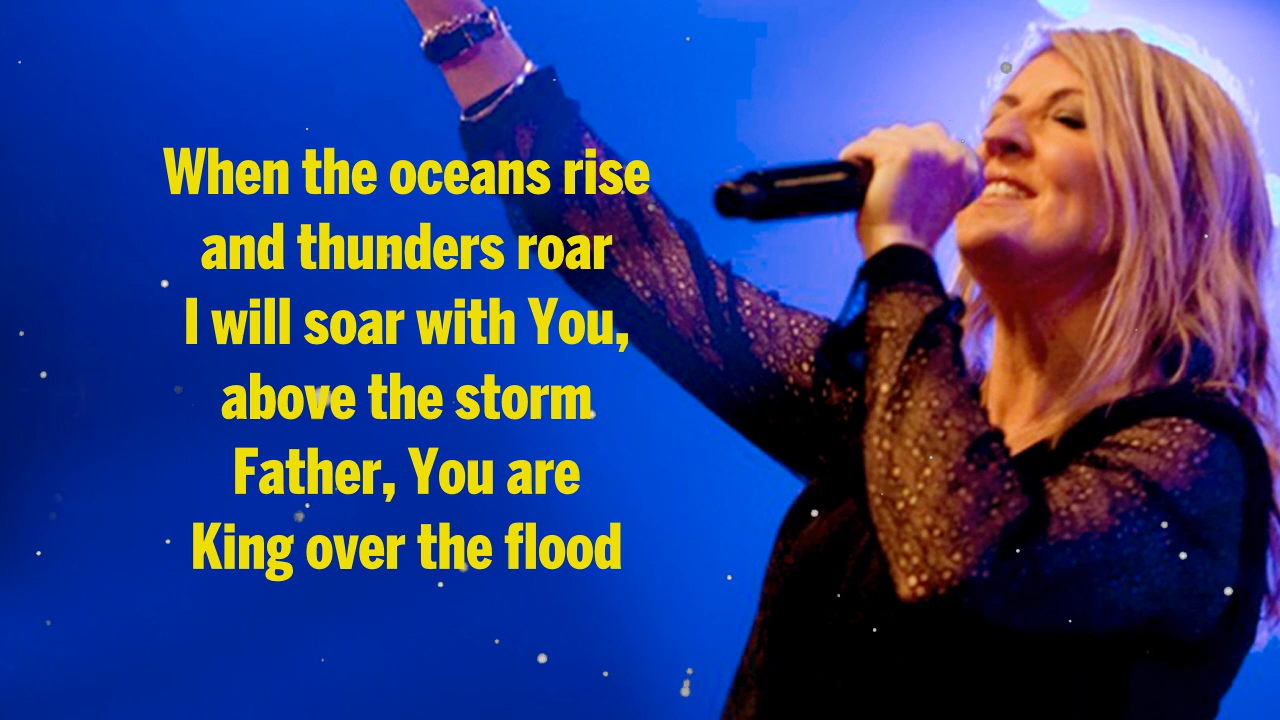 When the oceans rise
and thunders roar
I will soar with You,
above the storm
Father, You are
King over the flood